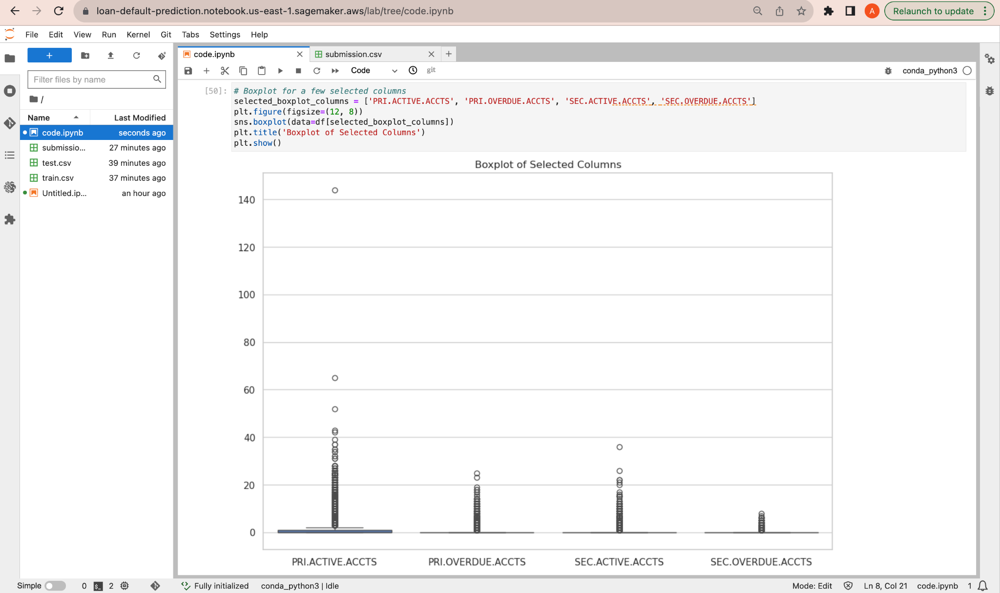 loan-default-prediction.notebook.us-east-1.sagemaker.aws/lab/tree/code.ipynb
A
Relaunch to update
File Edit View Run Kernel Git Tabs Settings Help
+
Filter files by name
/
Name Last Modified
code.ipynb seconds ago
submissio... 27 minutes ago
test.csv 39 minutes ago
train.csv 37 minutes ago
Untitled.ip... an hour ago
code.ipynb
submission.csv
Code
git
conda_python3
[50]:
# Boxplot for a few selected columns
selected_boxplot_columns = ['PRI.ACTIVE.ACCTS', 'PRI.OVERDUE.ACCTS', 'SEC.ACTIVE.ACCTS', 'SEC.OVERDUE.ACCTS']
plt.figure(figsize=(12, 8))
sns.boxplot(data=df[selected_boxplot_columns])
plt.title('Boxplot of Selected Columns')
plt.show()
Boxplot of Selected Columns
140
120
100
80
60
40
20
0
PRI.ACTIVE.ACCTS PRI.OVERDUE.ACCTS SEC.ACTIVE.ACCTS SEC.OVERDUE.ACCTS
Simple 0 $_ 2 Fully initialized conda_python3 | Idle Mode: Edit Ln 8, Col 21 code.ipynb 1